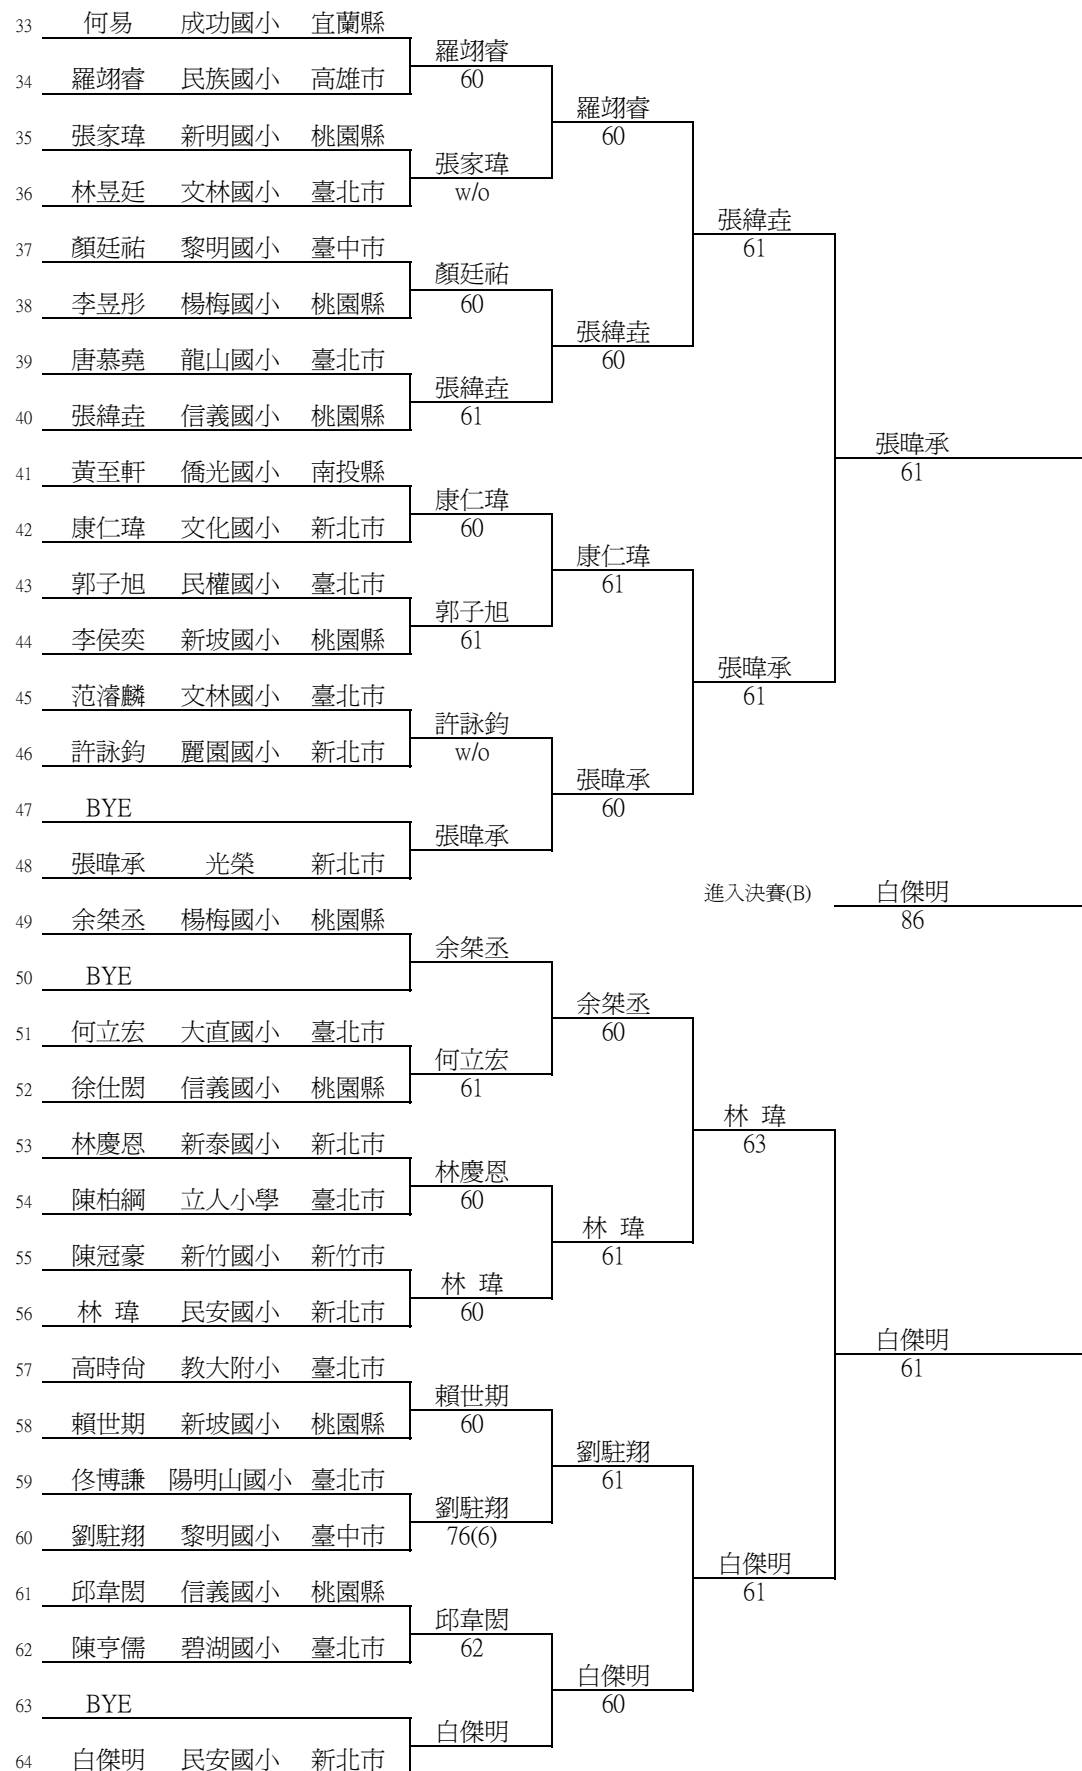 33 何易 成功國小 宜蘭縣
羅翊睿
34 羅翊睿 民族國小 高雄市 60
羅翊睿
35 張家瑋 新明國小 桃園縣 60
張家瑋
36 林昱廷 文林國小 臺北市 w/o
張緯垚
37 顏廷祐 黎明國小 臺中市 61
顏廷祐
38 李昱彤 楊梅國小 桃園縣 60
張緯垚
39 唐慕堯 龍山國小 臺北市 60
張緯垚
40 張緯垚 信義國小 桃園縣 61
張暐承
41 黃至軒 僑光國小 南投縣 61
康仁瑋
42 康仁瑋 文化國小 新北市 60
康仁瑋
43 郭子旭 民權國小 臺北市 61
郭子旭
44 李侯奕 新坡國小 桃園縣 61
張暐承
45 范濬麟 文林國小 臺北市 61
許詠鈞
46 許詠鈞 麗園國小 新北市 w/o
張暐承
47 BYE 60
張暐承
48 張暐承 光榮 新北市
進入決賽(B) 白傑明
49 余桀丞 楊梅國小 桃園縣 86
余桀丞
50 BYE
余桀丞
51 何立宏 大直國小 臺北市 60
何立宏
52 徐仕閎 信義國小 桃園縣 61
林 瑋
53 林慶恩 新泰國小 新北市 63
林慶恩
54 陳柏綱 立人小學 臺北市 60
林 瑋
55 陳冠豪 新竹國小 新竹市 61
林 瑋
56 林 瑋 民安國小 新北市 60
白傑明
57 高時尙 教大附小 臺北市 61
賴世期
58 賴世期 新坡國小 桃園縣 60
劉駐翔
59 佟博謙 陽明山國小 臺北市 61
劉駐翔
60 劉駐翔 黎明國小 臺中市 76(6)
白傑明
61 邱韋閎 信義國小 桃園縣 61
邱韋閎
62 陳亨儒 碧湖國小 臺北市 62
白傑明
63 BYE 60
白傑明
64 白傑明 民安國小 新北市